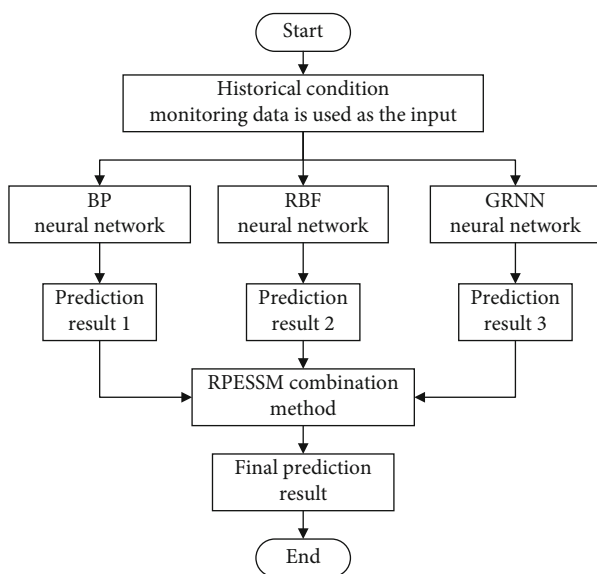 Start
Historical condition
monitoring data is used as the input
BP
neural network
RBF
neural network
GRNN
neural network
Prediction
result 1
Prediction
result 2
Prediction
result 3
RPESSM combination
method
Final prediction
result
End